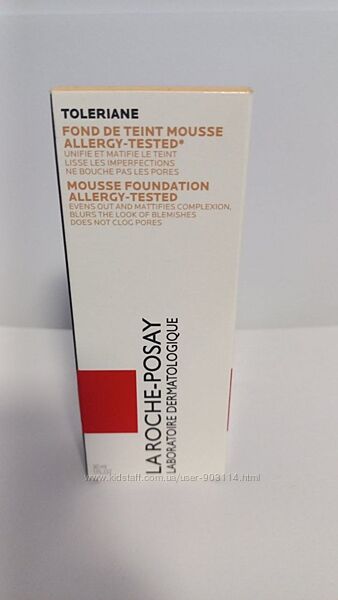 TOLERIANE
FOND DE TEINT MOUSSE
ALLERGY-TESTED*
UNIFIE ET MATIFIE LE TEINT
LISSE LES IMPERFECTIONS
NE BOUCHE PAS LES PORES
MOUSSE FOUNDATION
ALLERGY-TESTED
EVENS OUT AND MATTIFIES COMPLEXION,
BLURS THE LOOK OF BLEMISHES
DOES NOT CLOG PORES
LA ROCHE-POSAY
LABORATOIRE DERMATOLOGIQUE
www.kidstaff.com.ua/user-903114.html